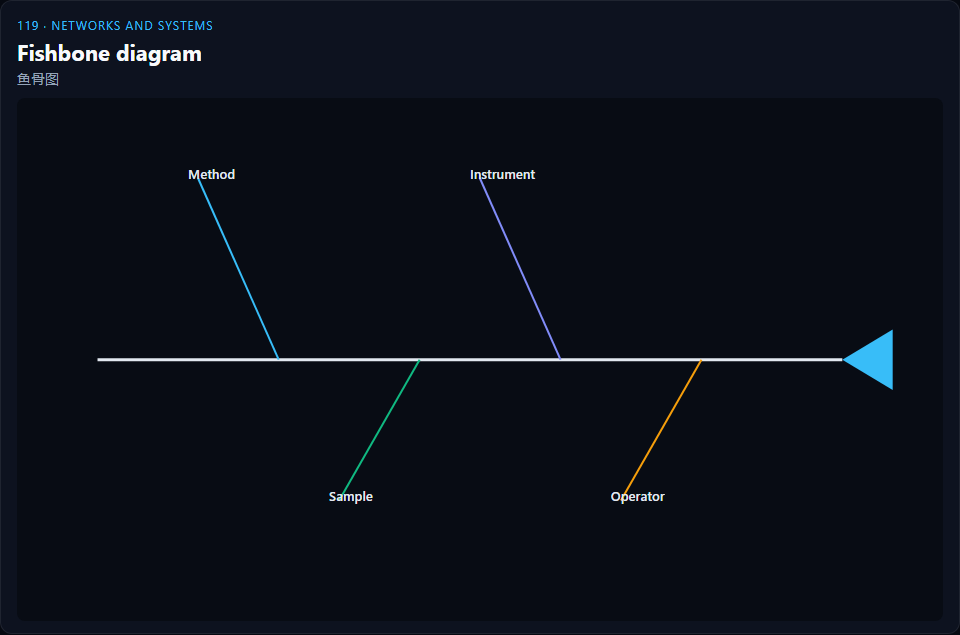 119 · NETWORKS AND SYSTEMS
Fishbone diagram
鱼骨图
Method
Instrument
Sample
Operator